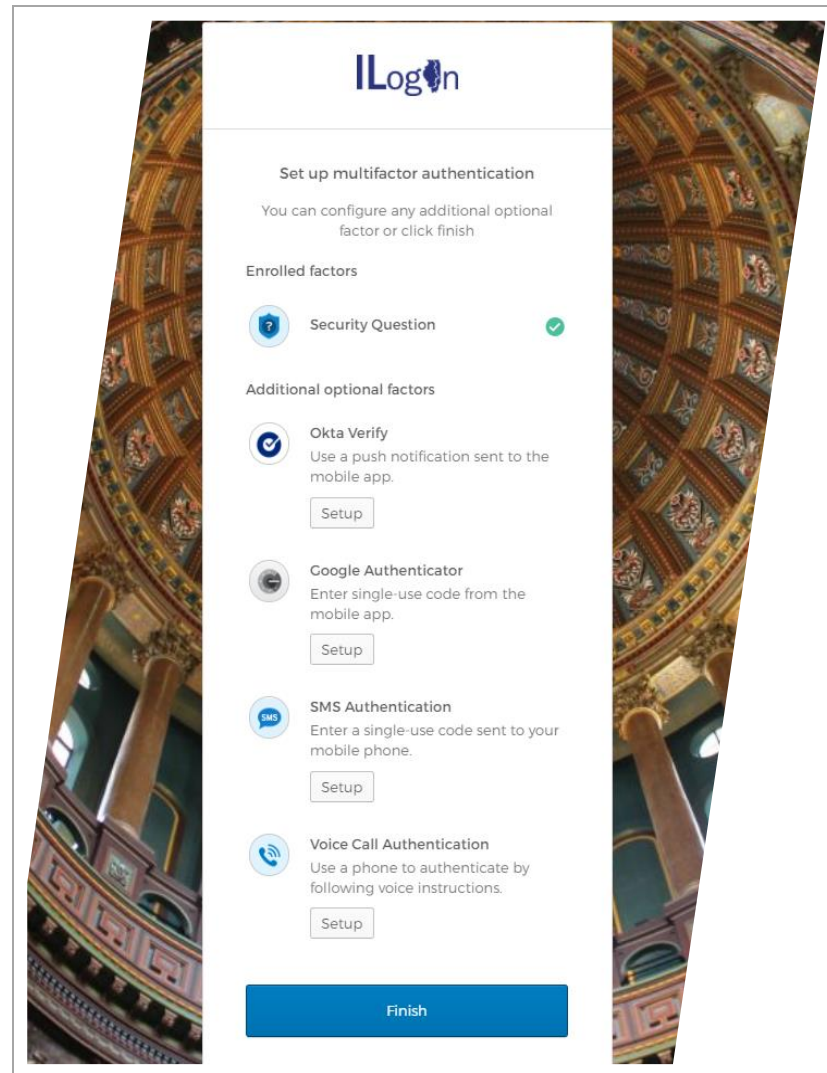 ILogIn
Set up multifactor authentication
You can configure any additional optional
factor or click finish
Enrolled factors
?
Security Question
Additional optional factors
Okta Verify
Use a push notification sent to the
mobile app.
Setup
Google Authenticator
Enter single-use code from the
mobile app.
Setup
SMS
SMS Authentication
Enter a single-use code sent to your
mobile phone.
Setup
Voice Call Authentication
Use a phone to authenticate by
following voice instructions.
Setup
Finish